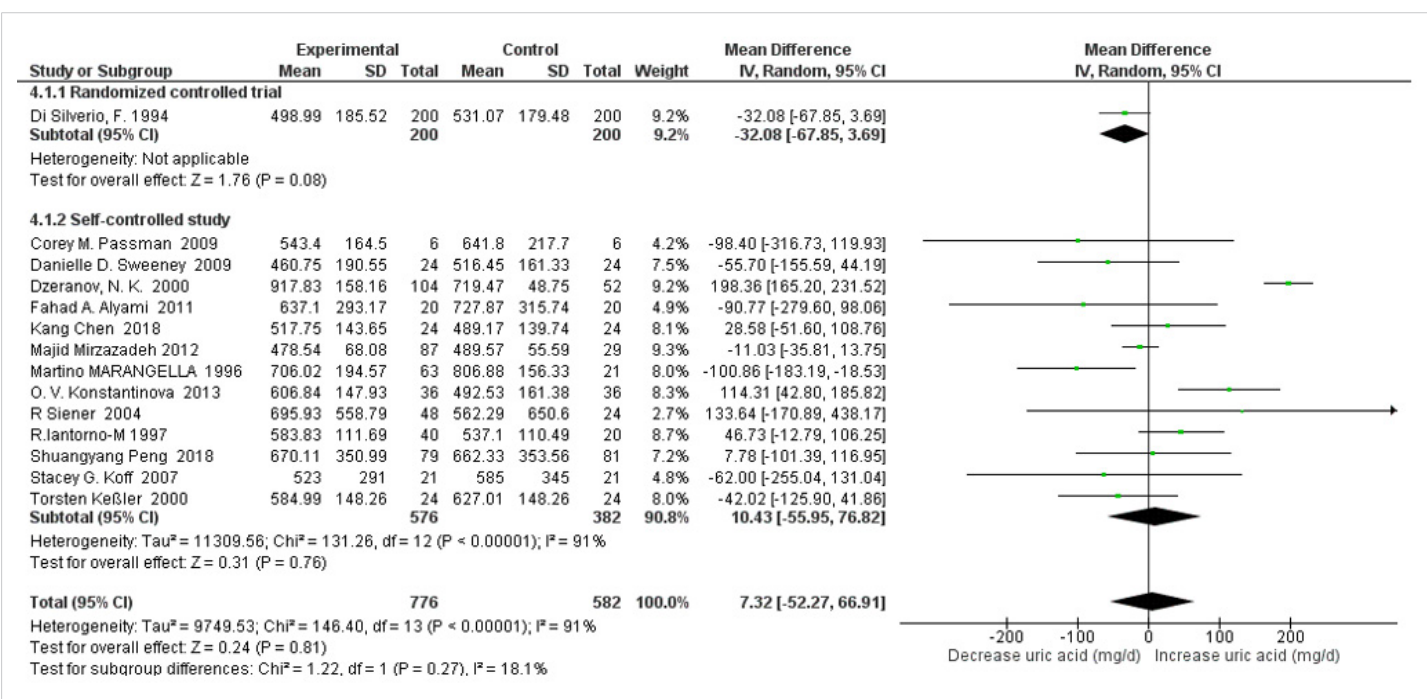 Experimental Control Mean Difference Mean Difference
Study or Subgroup Mean SD Total Mean SD Total Weight IV, Random, 95% CI IV, Random, 95% CI
4.1.1 Randomized controlled trial
Di Silverio, F. 1994 498.99 185.52 200 531.07 179.48 200 9.2% -32.08 [-67.85, 3.69]
Subtotal (95% CI) 200 200 9.2% -32.08 [-67.85, 3.69]
Heterogeneity: Not applicable
Test for overall effect: Z = 1.76 (P = 0.08)
4.1.2 Self-controlled study
Corey M. Passman 2009 543.4 164.5 6 641.8 217.7 6 4.2% -98.40 [-316.73, 119.93]
Danielle D. Sweeney 2009 460.75 190.55 24 516.45 161.33 24 7.5% -55.70 [-155.59, 44.19]
Dzeranov, N. K. 2000 917.83 158.16 104 719.47 48.75 52 9.2% 198.36 [165.20, 231.52]
Fahad A. Alyami 2011 637.1 293.17 20 727.87 315.74 20 4.9% -90.77 [-279.60, 98.06]
Kang Chen 2018 517.75 143.65 24 489.17 139.74 24 8.1% 28.58 [-51.60, 108.76]
Majid Mirzazadeh 2012 478.54 68.08 87 489.57 55.59 29 9.3% -11.03 [-35.81, 13.75]
Martino MARANGELLA 1996 706.02 194.57 63 806.88 156.33 21 8.0% -100.86 [-183.19, -18.53]
O. V. Konstantinova 2013 606.84 147.93 36 492.53 161.38 36 8.3% 114.31 [42.80, 185.82]
R Siener 2004 695.93 558.79 48 562.29 650.6 24 2.7% 133.64 [-170.89, 438.17]
R.Iantorno-M 1997 583.83 111.69 40 537.1 110.49 20 8.7% 46.73 [-12.79, 106.25]
Shuangyang Peng 2018 670.11 350.99 79 662.33 353.56 81 7.2% 7.78 [-101.39, 116.95]
Stacey G. Koff 2007 523 291 21 585 345 21 4.8% -62.00 [-255.04, 131.04]
Torsten Keßler 2000 584.99 148.26 24 627.01 148.26 24 8.0% -42.02 [-125.90, 41.86]
Subtotal (95% CI) 576 382 90.8% 10.43 [-55.95, 76.82]
Heterogeneity: Tau² = 11309.56; Chi² = 131.26, df = 12 (P < 0.00001); I² = 91%
Test for overall effect: Z = 0.31 (P = 0.76)
Total (95% CI) 776 582 100.0% 7.32 [-52.27, 66.91]
Heterogeneity: Tau² = 9749.53; Chi² = 146.40, df = 13 (P < 0.00001); I² = 91%
Test for overall effect: Z = 0.24 (P = 0.81)
Test for subgroup differences: Chi² = 1.22, df = 1 (P = 0.27), I² = 18.1%
-200 -100 0 100 200
Decrease uric acid (mg/d) Increase uric acid (mg/d)